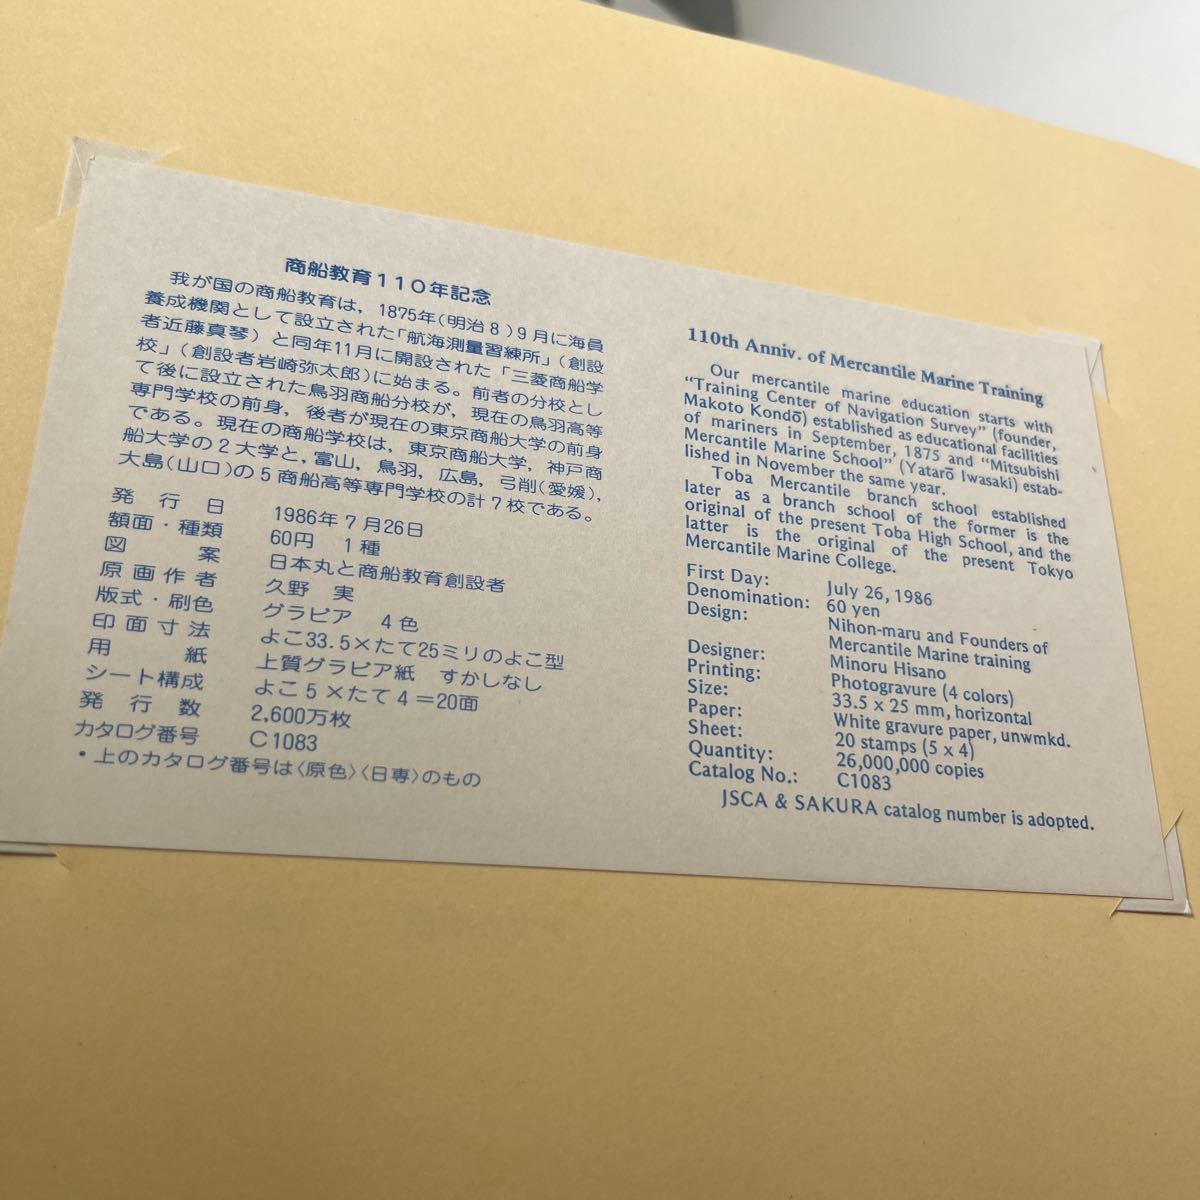 商船教育110年記念
我が国の商船教育は，1875年(明治8)9月に海員
養成機関として設立された「航海測量習練所」(創設
者近藤真琴)と同年11月に開設された「三菱商船学
校」(創設者岩崎弥太郎)に始まる。前者の分校とし
て後に設立された鳥羽商船分校が，現在の鳥羽高等
専門学校の前身，後者が現在の東京商船大学の前身
である。現在の商船学校は，東京商船大学，神戸商
船大学の2大学と，富山，鳥羽，広島，弓削(愛媛)，
大島(山口)の5商船高等専門学校の計7校である。
発行日 1986年7月26日
額面・種類 60円 1種
図案 日本丸と商船教育創設者
原画作者 久野 実
版式・刷色 グラビア 4色
印面寸法 よこ33.5×たて25ミリのよこ型
用紙 上質グラビア紙 すかしなし
シート構成 よこ5×たて4＝20面
発行数 2,600万枚
カタログ番号 C1083
・上のカタログ番号は〈原色〉〈日専〉のもの
110th Anniv. of Mercantile Marine Training
Our mercantile marine education starts with
"Training Center of Navigation Survey" (founder,
Makoto Kondō) established as educational facilities
of mariners in September, 1875 and "Mitsubishi
Mercantile Marine School" (Yatarō Iwasaki) estab-
lished in November the same year.
Toba Mercantile branch school established
later as a branch school of the former is the
original of the present Toba High School, and the
latter is the original of the present Tokyo
Mercantile Marine College.
First Day: July 26, 1986
Denomination: 60 yen
Design: Nihon-maru and Founders of
Mercantile Marine training
Designer: Minoru Hisano
Printing: Photogravure (4 colors)
Size: 33.5 x 25 mm, horizontal
Paper: White gravure paper, unwmkd.
Sheet: 20 stamps (5 x 4)
Quantity: 26,000,000 copies
Catalog No.: C1083
JSCA & SAKURA catalog number is adopted.